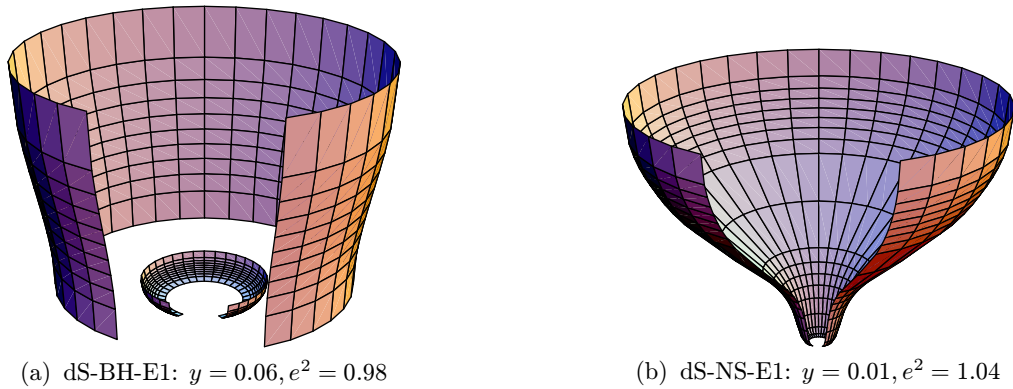 (a) dS-BH-E1: y = 0.06, e² = 0.98
(b) dS-NS-E1: y = 0.01, e² = 1.04